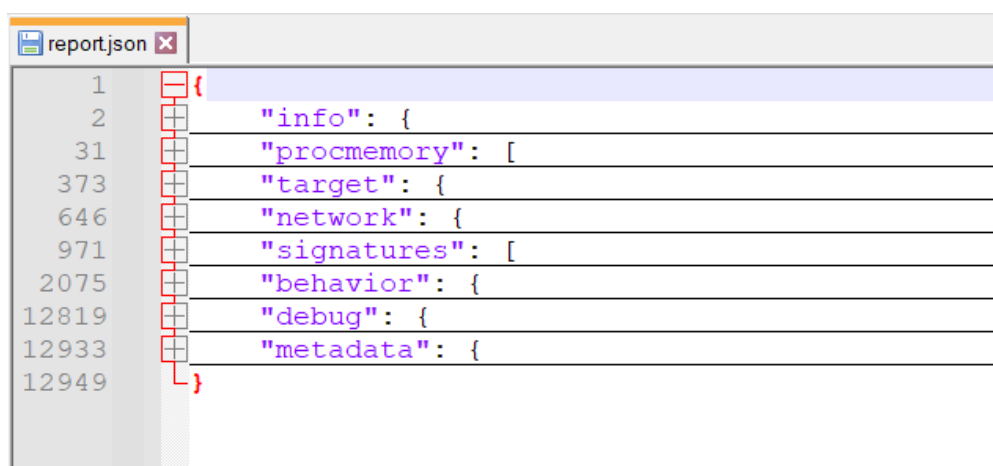 report.json
1 {
2 "info": {
31 "procmemory": [
373 "target": {
646 "network": {
971 "signatures": [
2075 "behavior": {
12819 "debug": {
12933 "metadata": {
12949 }